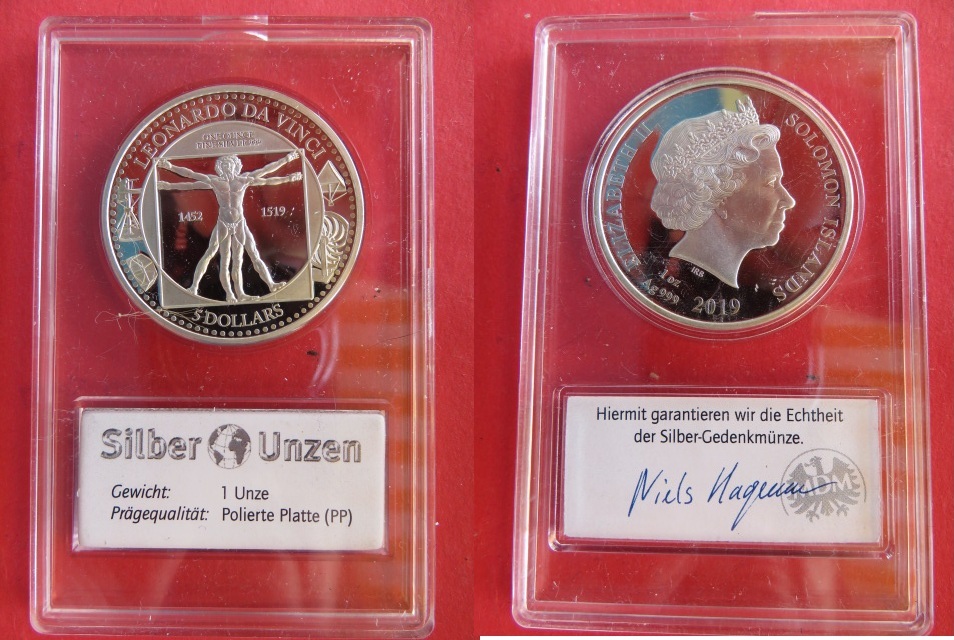 LEONARDO DA VINCI
1452 1519
5 DOLLARS
Silber Unzen
Gewicht: 1 Unze
Prägequalität: Polierte Platte (PP)
ELIZABETH II
SOLOMON ISLANDS
IRB
1 oz
Ag 999
2019
Hiermit garantieren wir die Echtheit
der Silber-Gedenkmünze.
Niels